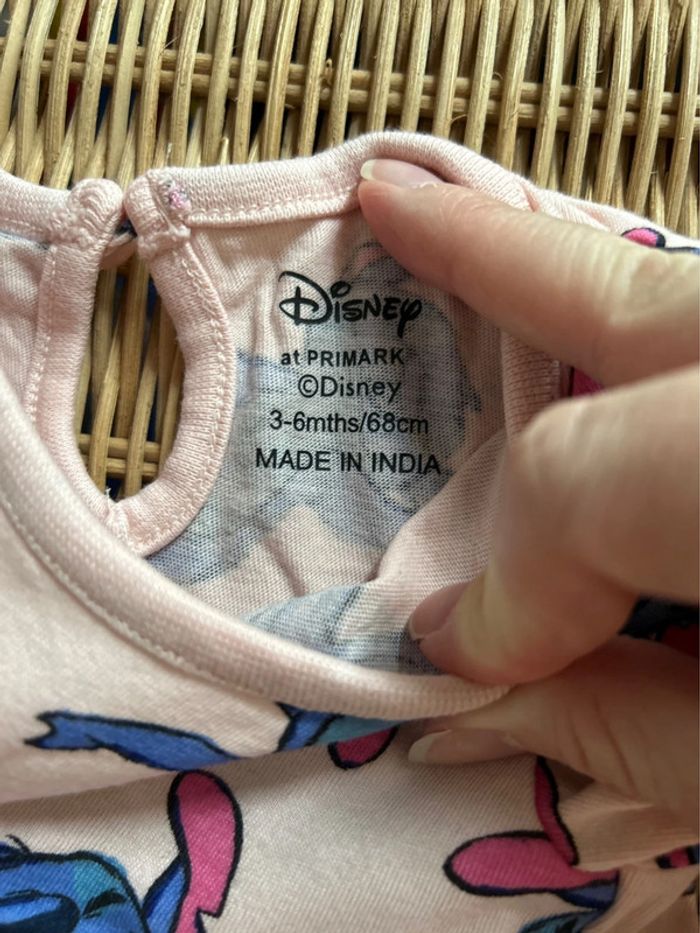 Disney
at PRIMARK
©Disney
3-6mths/68cm
MADE IN INDIA